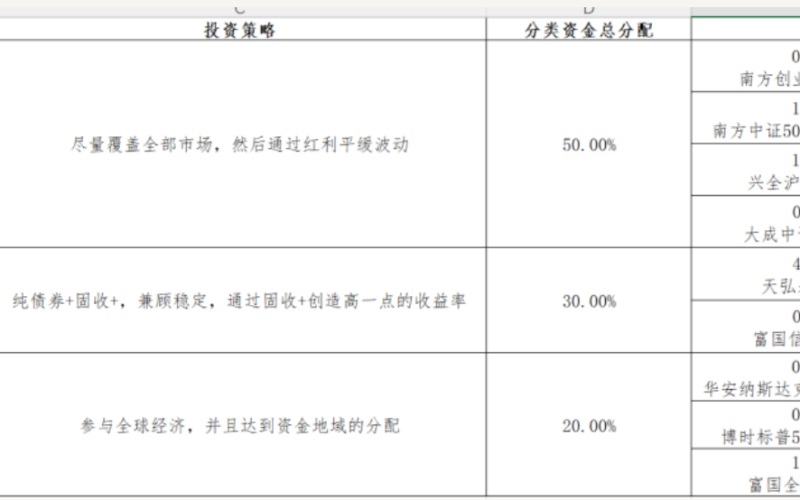 C
D
投资策略
分类资金总分配
尽量覆盖全部市场，然后通过红利平缓波动
50.00%
0
南方创业
1
南方中证50
1
兴全沪
0
大成中
纯债券+固收+，兼顾稳定，通过固收+创造高一点的收益率
30.00%
4
天弘
0
富国信
参与全球经济，并且达到资金地域的分配
20.00%
0
华安纳斯达克
0
博时标普5
1
富国全